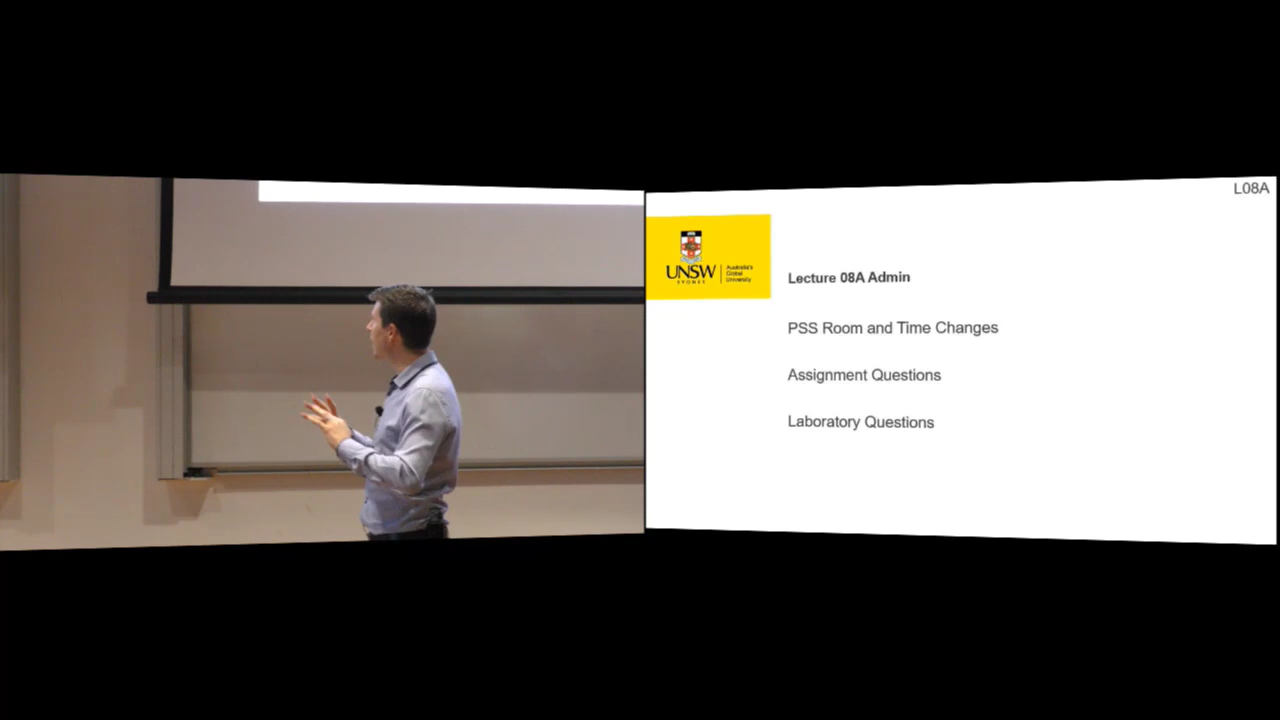 L08A
UNSW
SYDNEY
Australia's
Global
University
Lecture 08A Admin
PSS Room and Time Changes
Assignment Questions
Laboratory Questions